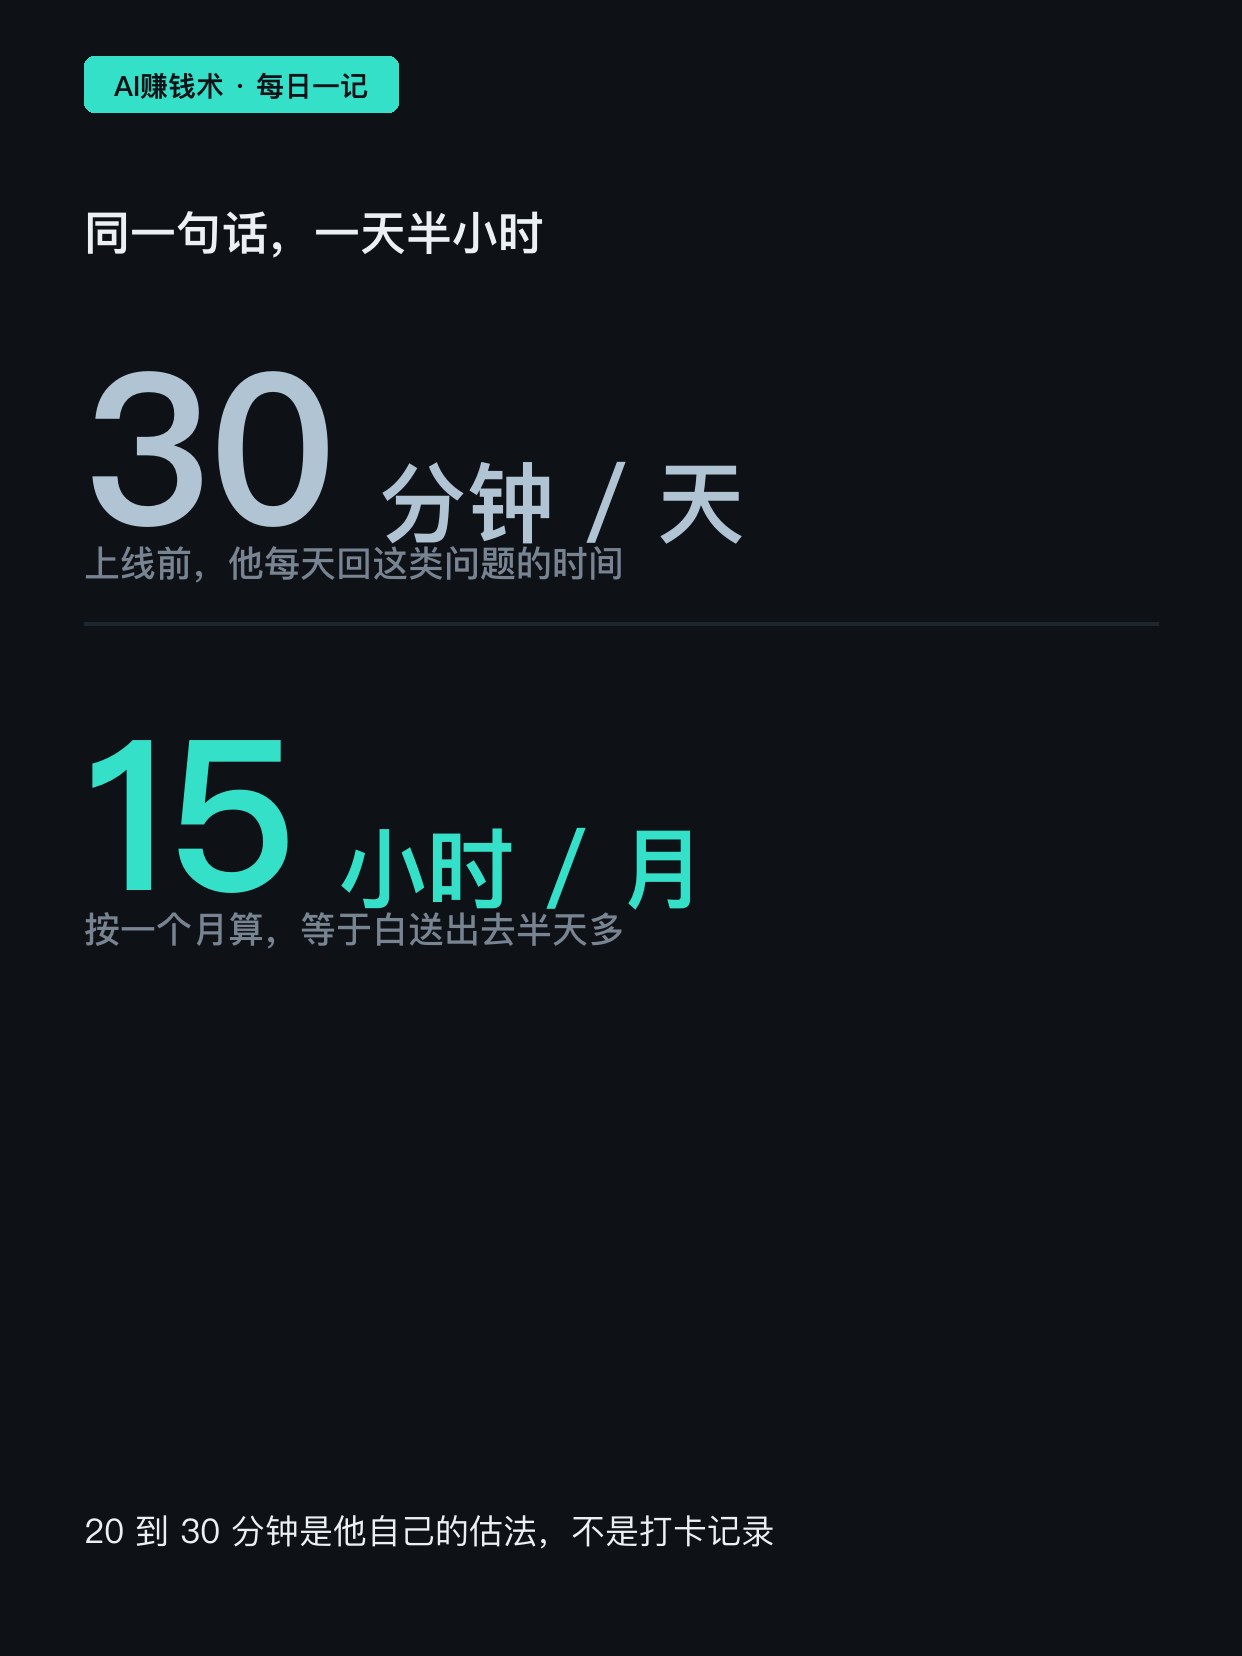 AI赚钱术 · 每日一记
同一句话，一天半小时
30 分钟 / 天
上线前，他每天回这类问题的时间
15 小时 / 月
按一个月算，等于白送出去半天多
20 到 30 分钟是他自己的估法，不是打卡记录